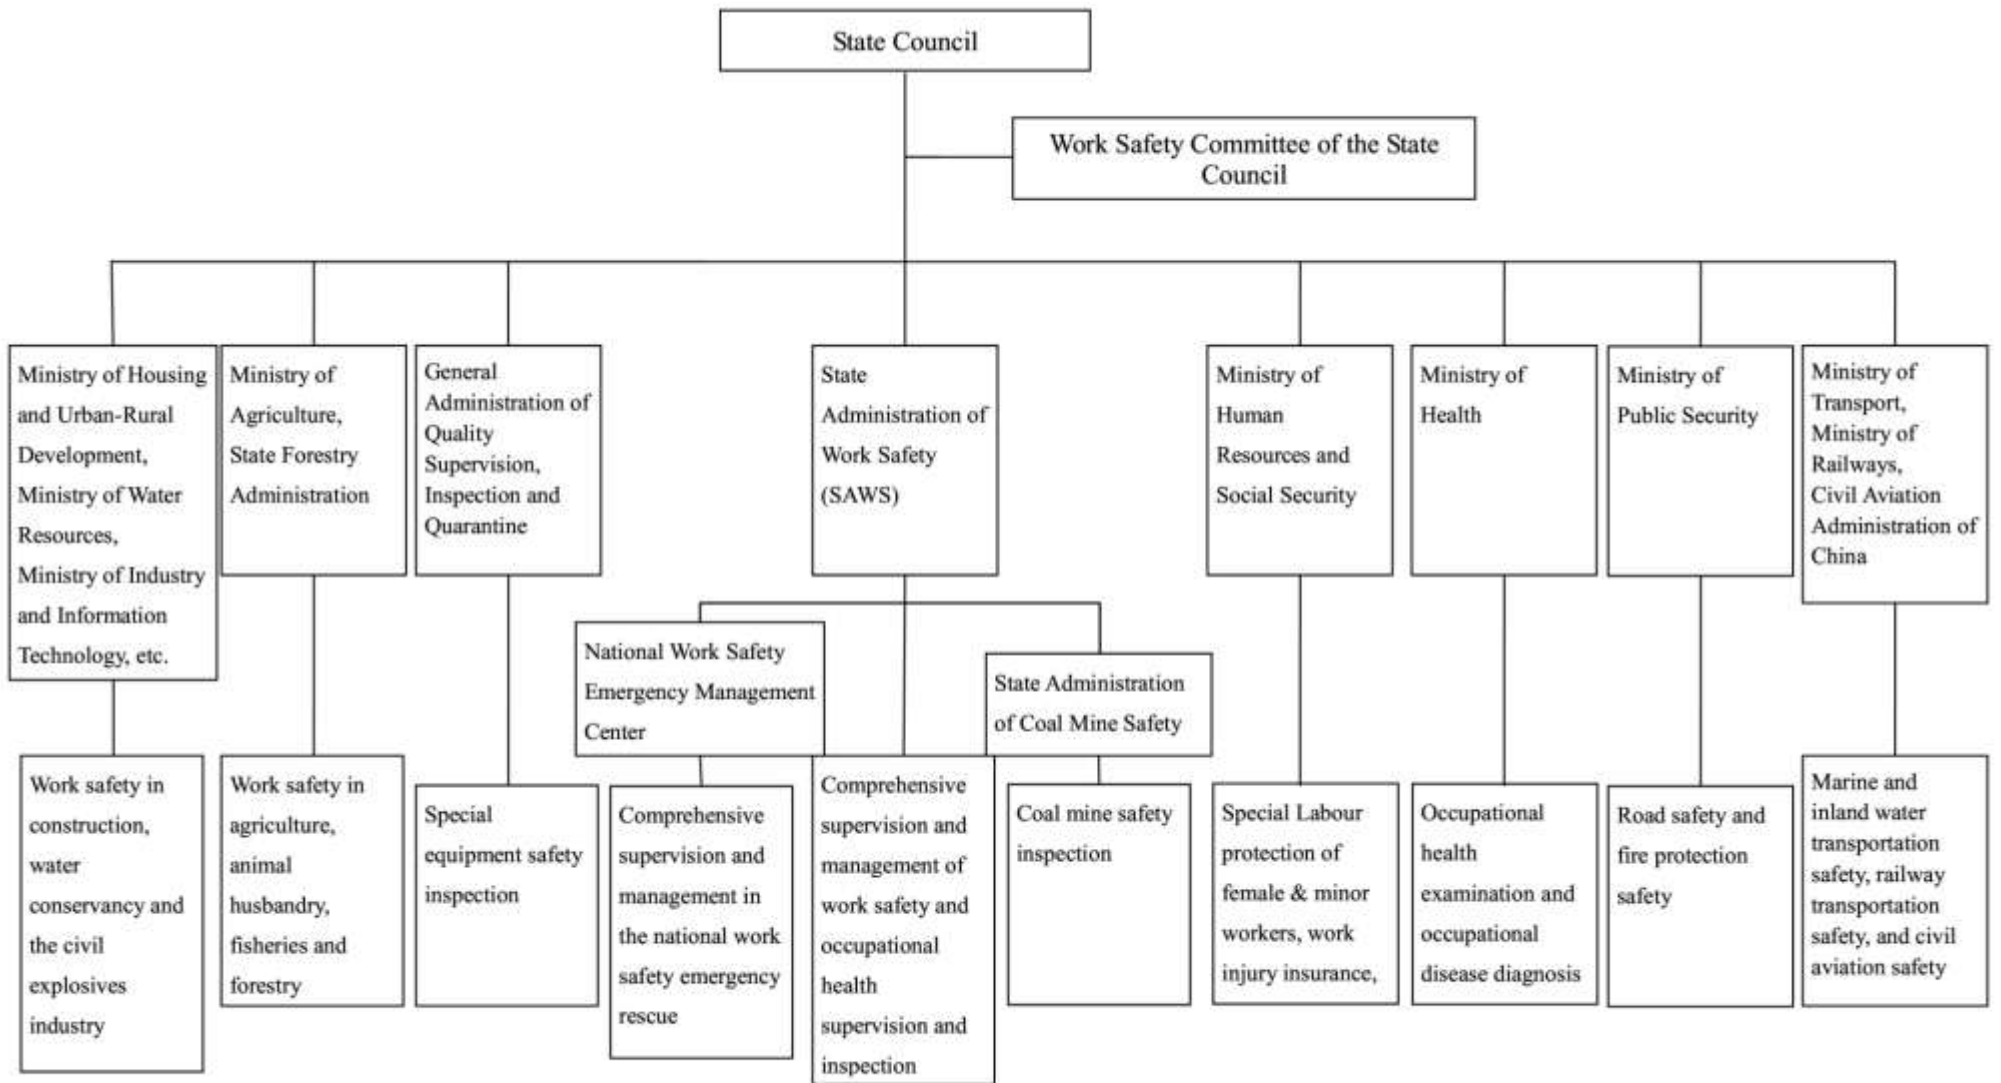 State Council
Work Safety Committee of the State
Council
Ministry of Housing
and Urban-Rural
Development,
Ministry of Water
Resources,
Ministry of Industry
and Information
Technology, etc.
Ministry of
Agriculture,
State Forestry
Administration
General
Administration of
Quality
Supervision,
Inspection and
Quarantine
State
Administration of
Work Safety
(SAWS)
Ministry of
Human
Resources and
Social Security
Ministry of
Health
Ministry of
Public Security
Ministry of
Transport,
Ministry of
Railways,
Civil Aviation
Administration of
China
National Work Safety
Emergency Management
Center
State Administration
of Coal Mine Safety
Work safety in
construction,
water
conservancy and
the civil
explosives
industry
Work safety in
agriculture,
animal
husbandry,
fisheries and
forestry
Special
equipment safety
inspection
Comprehensive
supervision and
management in
the national work
safety emergency
rescue
Comprehensive
supervision and
management of
work safety and
occupational
health
supervision and
inspection
Coal mine safety
inspection
Special Labour
protection of
female & minor
workers, work
injury insurance,
Occupational
health
examination and
occupational
disease diagnosis
Road safety and
fire protection
safety
Marine and
inland water
transportation
safety, railway
transportation
safety, and civil
aviation safety